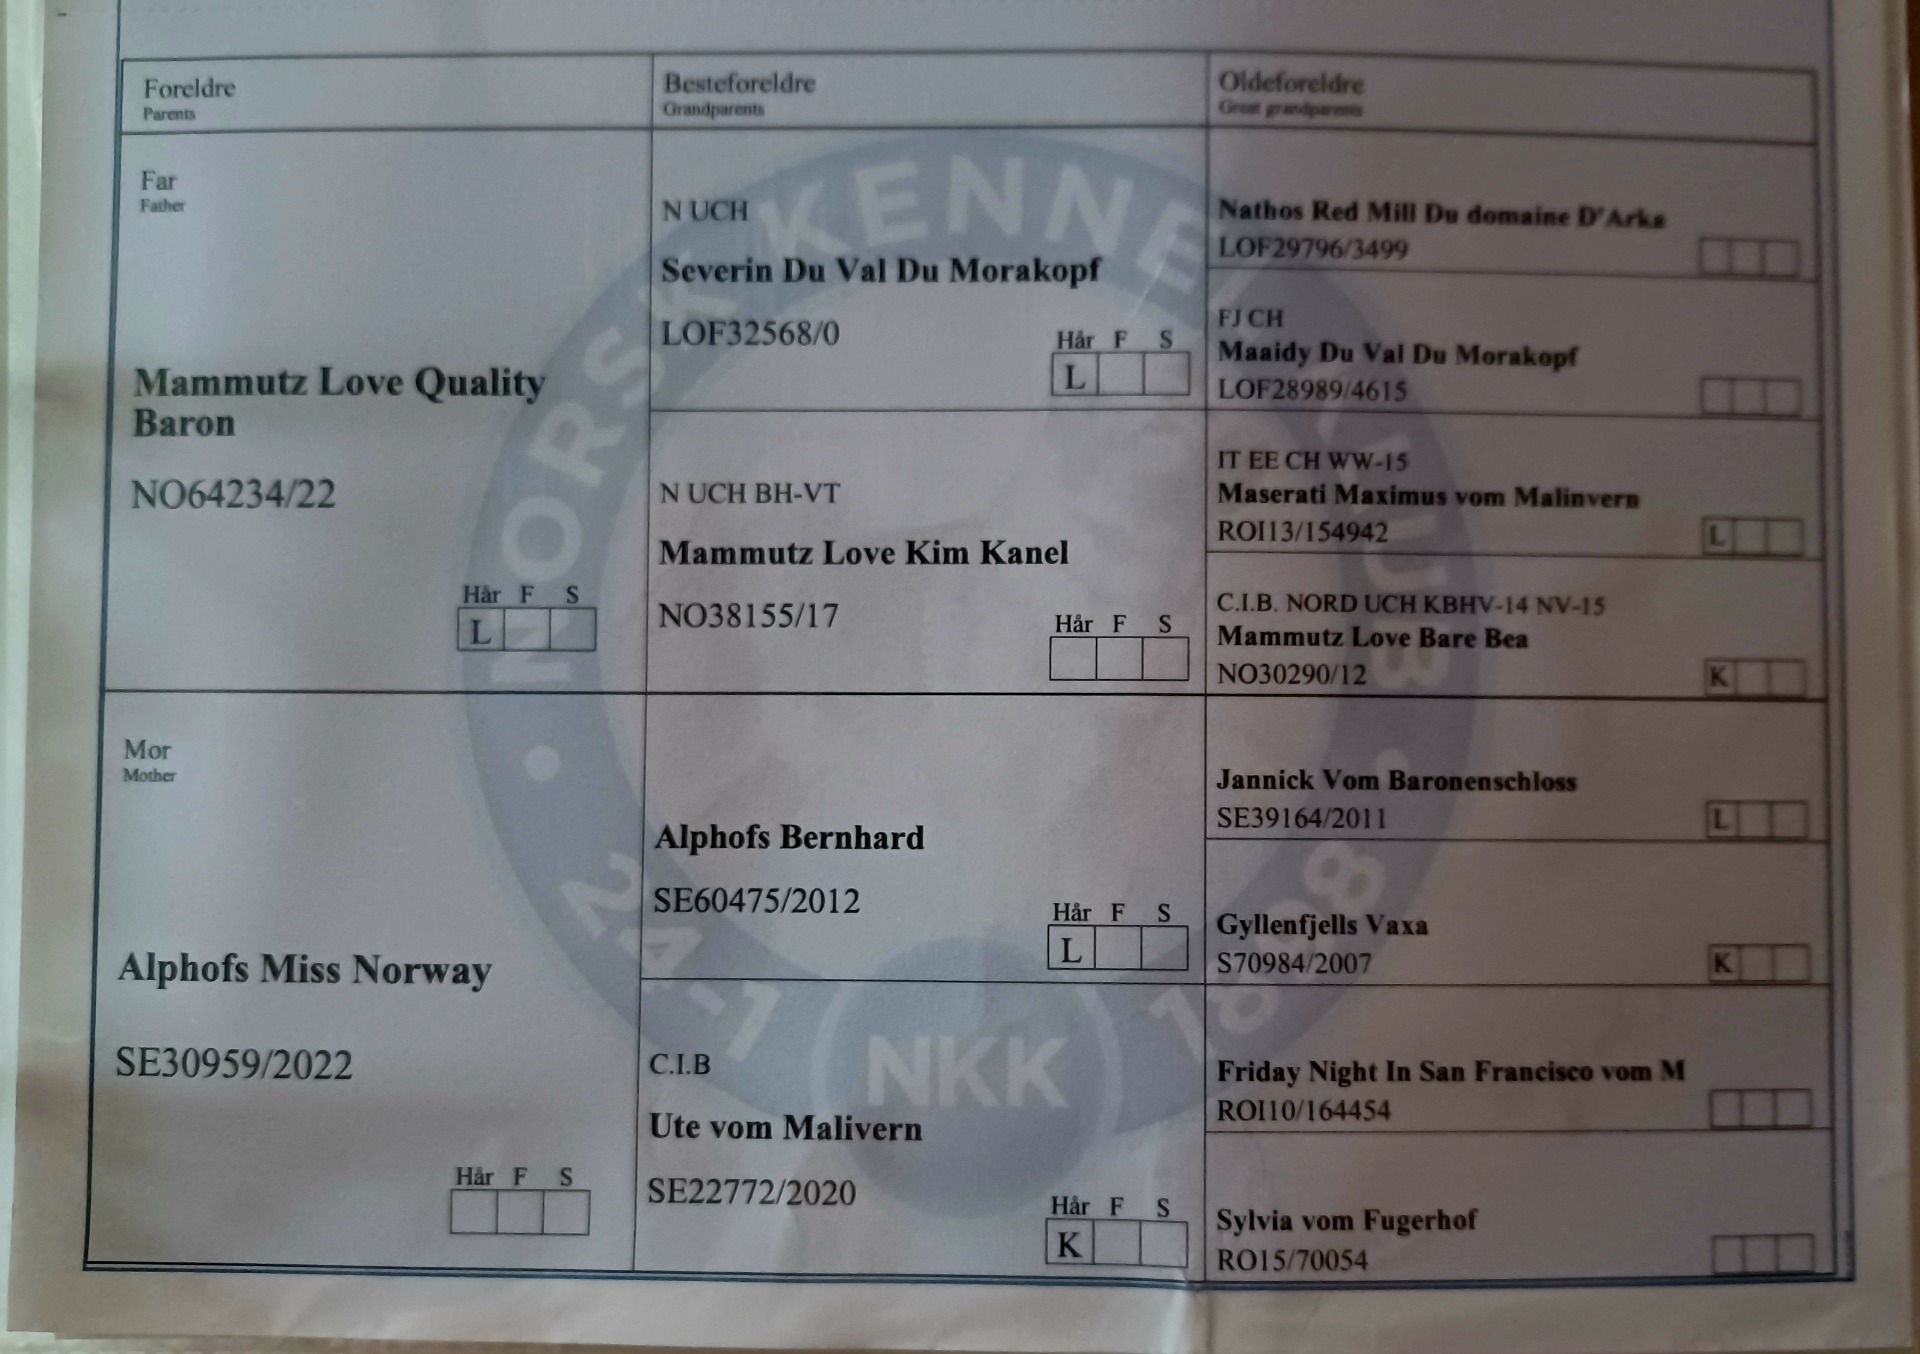 Foreldre
Parents
Besteforeldre
Grandparents
Oldeforeldre
Great grandparents
Far
Father
Mammutz Love Quality
Baron
NO64234/22
Hår F S
L
N UCH
Severin Du Val Du Morakopf
LOF32568/0
Hår F S
L
N UCH BH-VT
Mammutz Love Kim Kanel
NO38155/17
Hår F S
Nathos Red Mill Du domaine D'Arka
LOF29796/3499
FJ CH
Maaidy Du Val Du Morakopf
LOF28989/4615
IT EE CH WW-15
Maserati Maximus vom Malinvern
ROI13/154942
L
C.I.B. NORD UCH KBHV-14 NV-15
Mammutz Love Bare Bea
NO30290/12
K
Mor
Mother
Alphofs Miss Norway
SE30959/2022
Hår F S
Alphofs Bernhard
SE60475/2012
Hår F S
L
C.I.B
Ute vom Malivern
SE22772/2020
Hår F S
K
Jannick Vom Baronenschloss
SE39164/2011
L
Gyllenfjells Vaxa
S70984/2007
K
Friday Night In San Francisco vom M
ROI10/164454
Sylvia vom Fugerhof
RO15/70054
NORSK KENNEL KLUB
24-1 1898
NKK